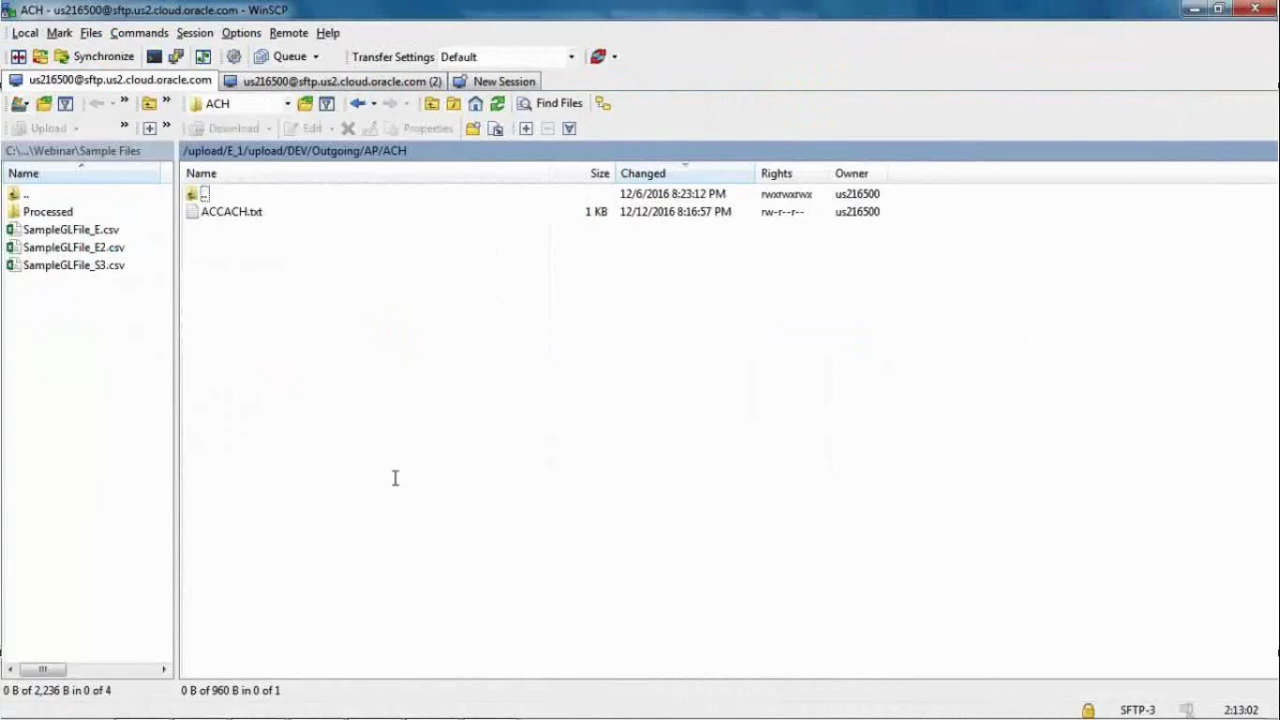 ACH - us216500@sftp.us2.cloud.oracle.com - WinSCP
Local Mark Files Commands Session Options Remote Help
Synchronize Queue Transfer Settings Default
us216500@sftp.us2.cloud.oracle.com us216500@sftp.us2.cloud.oracle.com (2) New Session
» » ACH Find Files
Upload » » Download Edit Properties
C:\...\Webinar\Sample Files /upload/E_1/upload/DEV/Outgoing/AP/ACH
Name Name Size Changed Rights Owner
.. .. 12/6/2016 8:23:12 PM rwxrwxrwx us216500
Processed ACCACH.txt 1 KB 12/12/2016 8:16:57 PM rw-r--r-- us216500
SampleGLFile_E.csv
SampleGLFile_E2.csv
SampleGLFile_S3.csv
0 B of 2,236 B in 0 of 4 0 B of 960 B in 0 of 1
SFTP-3 2:13:02